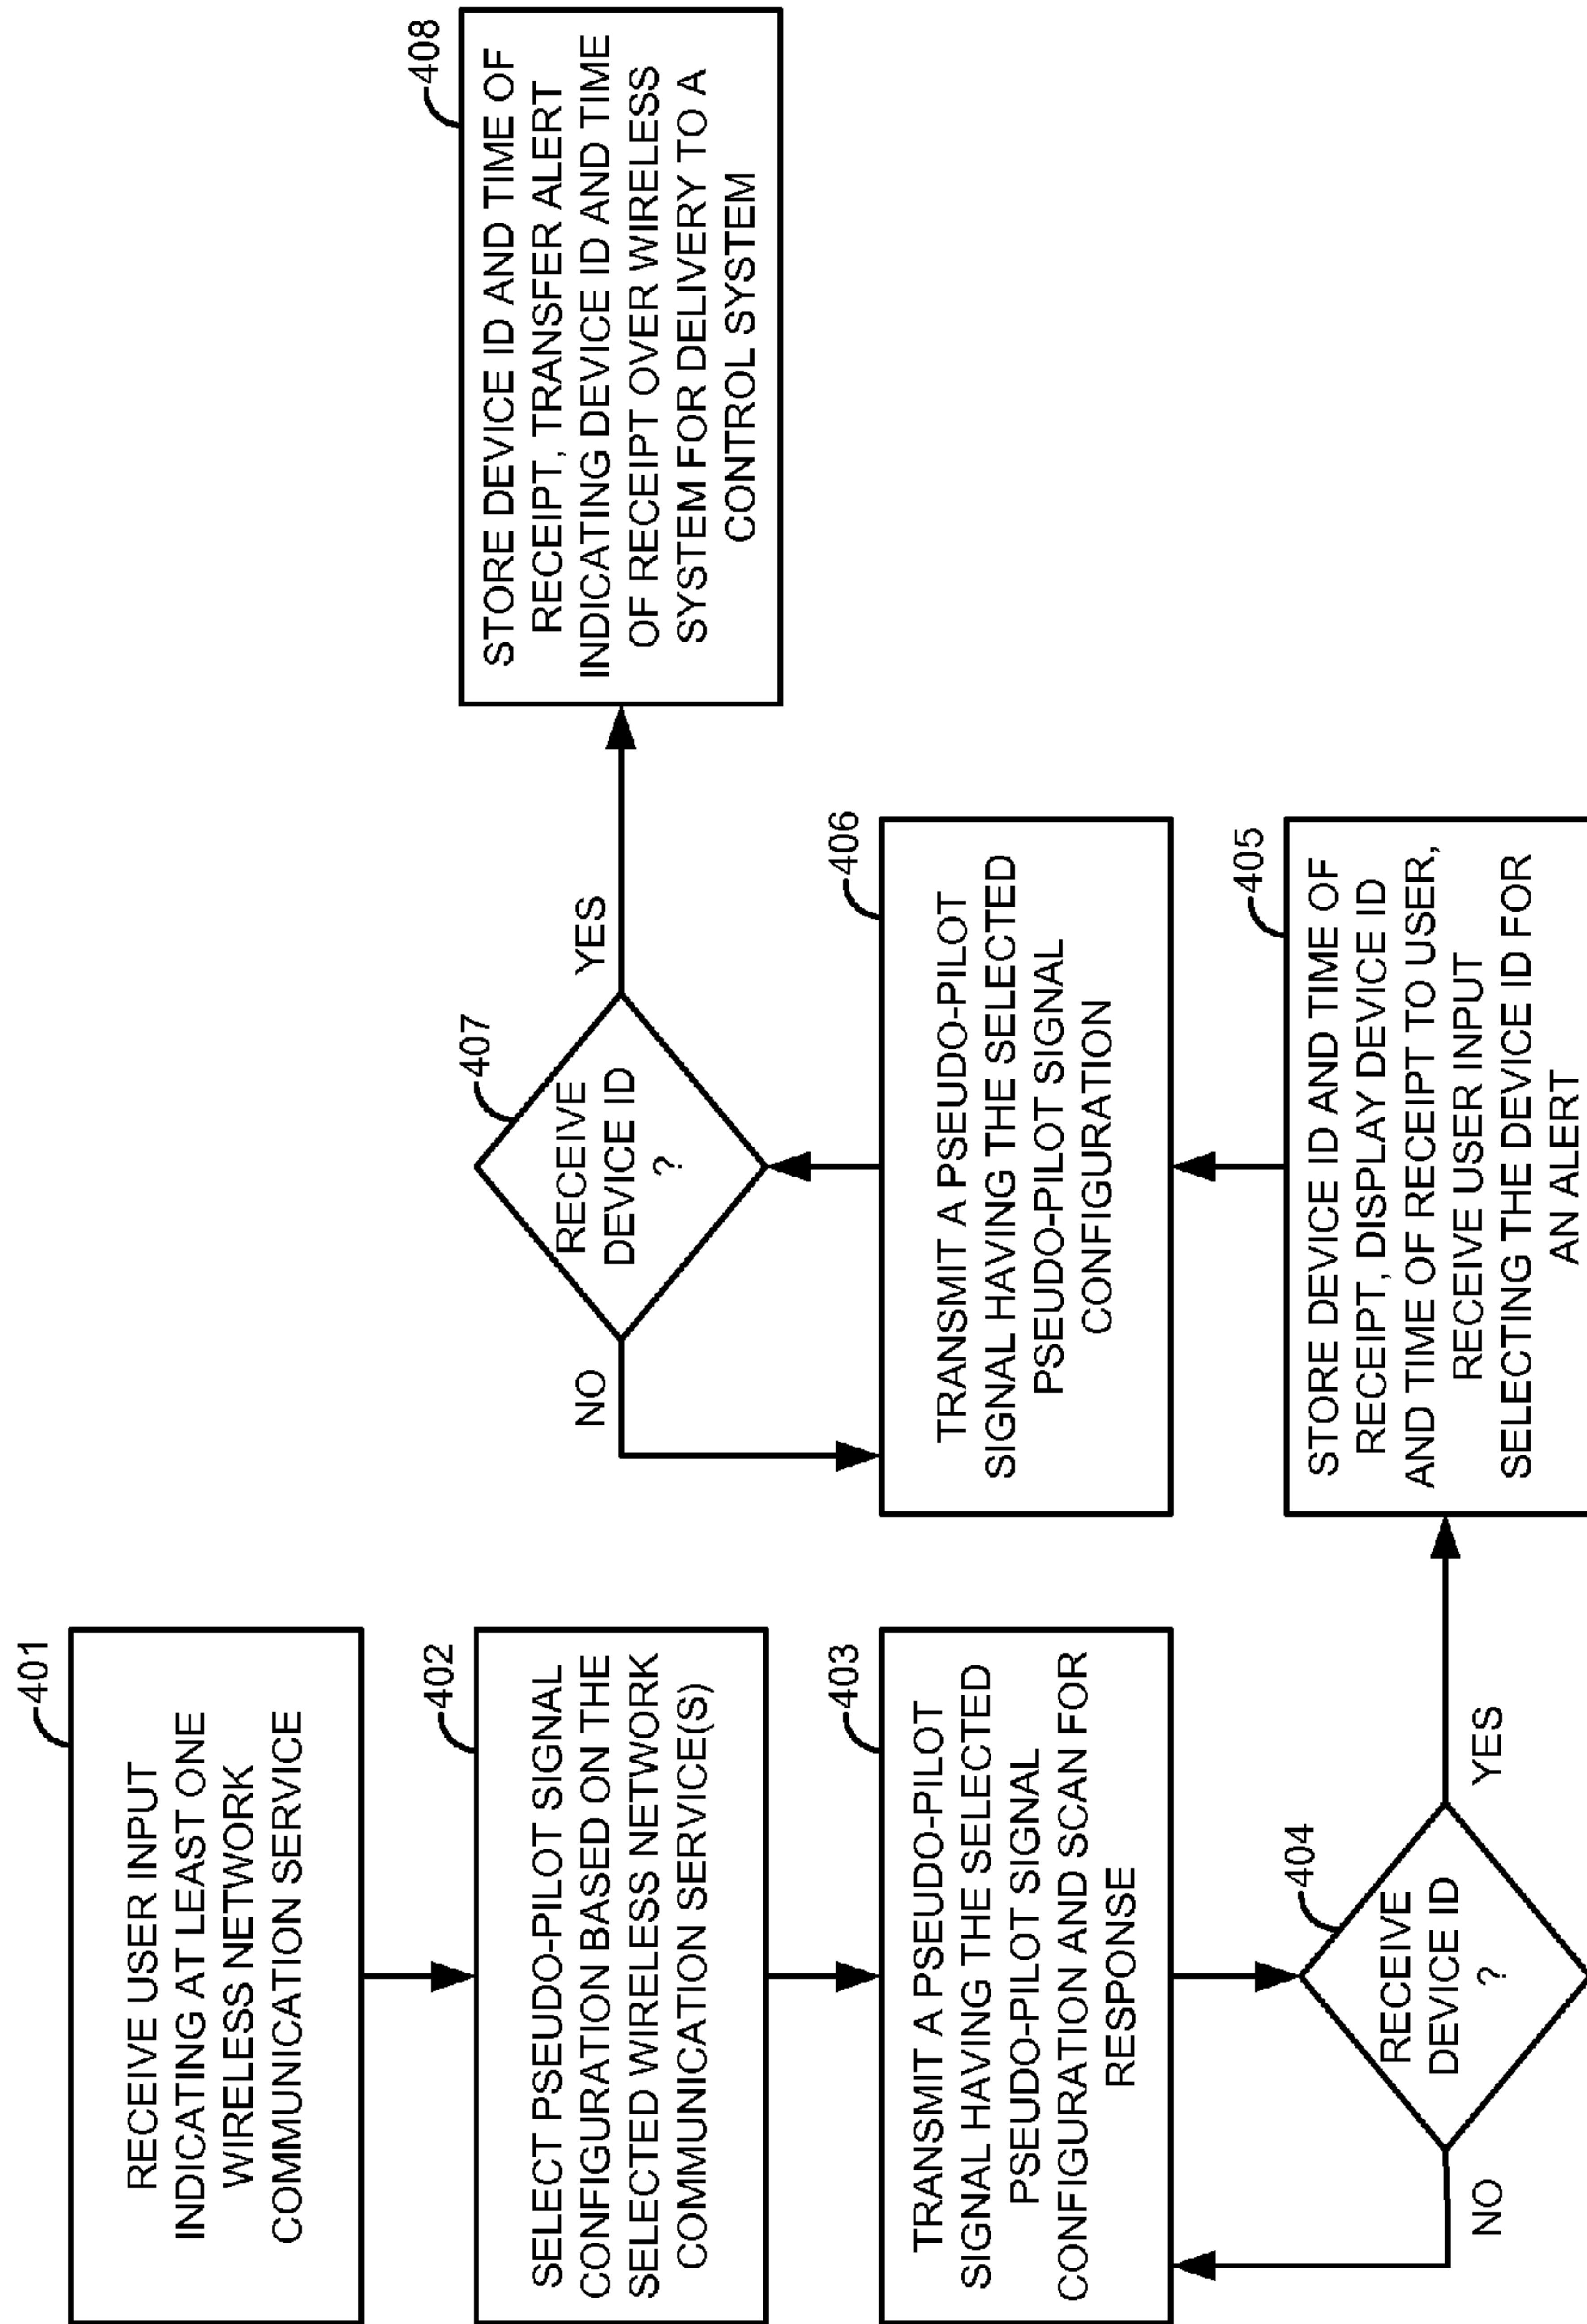 401
RECEIVE USER INPUT
INDICATING AT LEAST ONE
WIRELESS NETWORK
COMMUNICATION SERVICE
402
SELECT PSEUDO-PILOT SIGNAL
CONFIGURATION BASED ON THE
SELECTED WIRELESS NETWORK
COMMUNICATION SERVICE(S)
403
TRANSMIT A PSEUDO-PILOT
SIGNAL HAVING THE SELECTED
PSEUDO-PILOT SIGNAL
CONFIGURATION AND SCAN FOR
RESPONSE
404
RECEIVE
DEVICE ID
?
NO
YES
405
STORE DEVICE ID AND TIME OF
RECEIPT, DISPLAY DEVICE ID
AND TIME OF RECEIPT TO USER,
RECEIVE USER INPUT
SELECTING THE DEVICE ID FOR
AN ALERT
406
TRANSMIT A PSEUDO-PILOT
SIGNAL HAVING THE SELECTED
PSEUDO-PILOT SIGNAL
CONFIGURATION
407
RECEIVE
DEVICE ID
?
NO
YES
408
STORE DEVICE ID AND TIME OF
RECEIPT, TRANSFER ALERT
INDICATING DEVICE ID AND TIME
OF RECEIPT OVER WIRELESS
SYSTEM FOR DELIVERY TO A
CONTROL SYSTEM